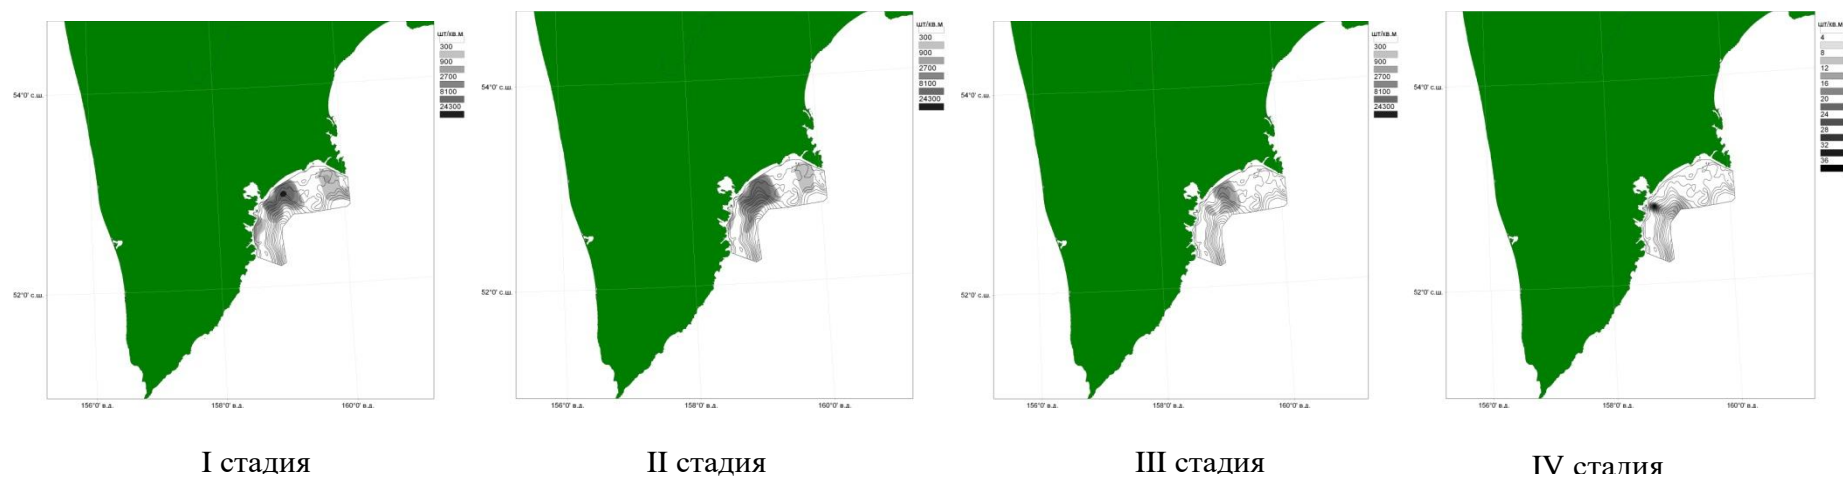 шт/кв.м
300
900
2700
8100
24300
54°0' с.ш.
52°0' с.ш.
156°0' в.д.
158°0' в.д.
160°0' в.д.
I стадия
шт/кв.м
300
900
2700
8100
24300
54°0' с.ш.
52°0' с.ш.
156°0' в.д.
158°0' в.д.
160°0' в.д.
II стадия
шт/кв.м
300
900
2700
8100
24300
54°0' с.ш.
52°0' с.ш.
156°0' в.д.
158°0' в.д.
160°0' в.д.
III стадия
шт/кв.м
4
8
12
16
20
24
28
32
36
54°0' с.ш.
52°0' с.ш.
156°0' в.д.
158°0' в.д.
160°0' в.д.
IV стадия